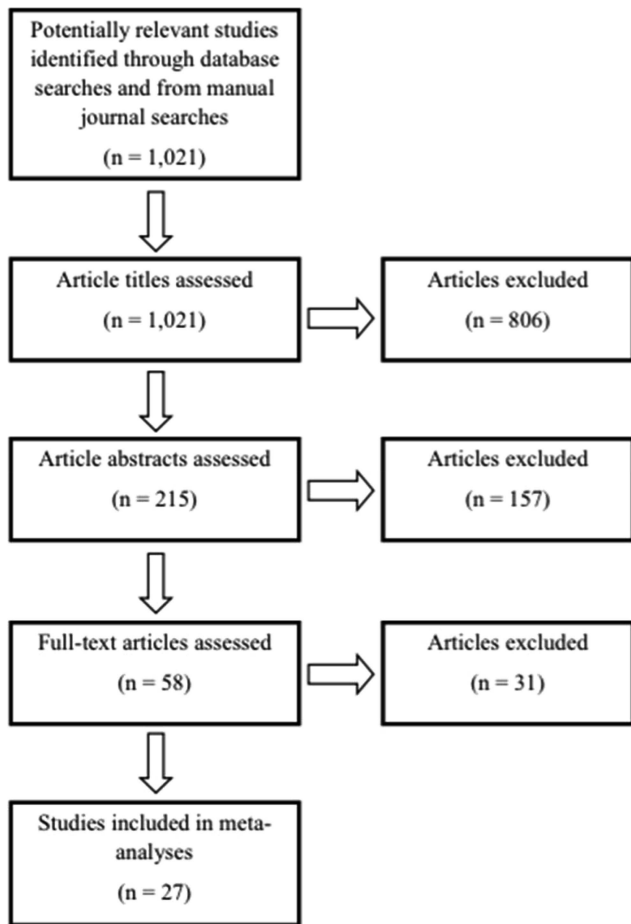 Potentially relevant studies
identified through database
searches and from manual
journal searches
(n = 1,021)
Article titles assessed
(n = 1,021)
Articles excluded
(n = 806)
Article abstracts assessed
(n = 215)
Articles excluded
(n = 157)
Full-text articles assessed
(n = 58)
Articles excluded
(n = 31)
Studies included in meta-
analyses
(n = 27)